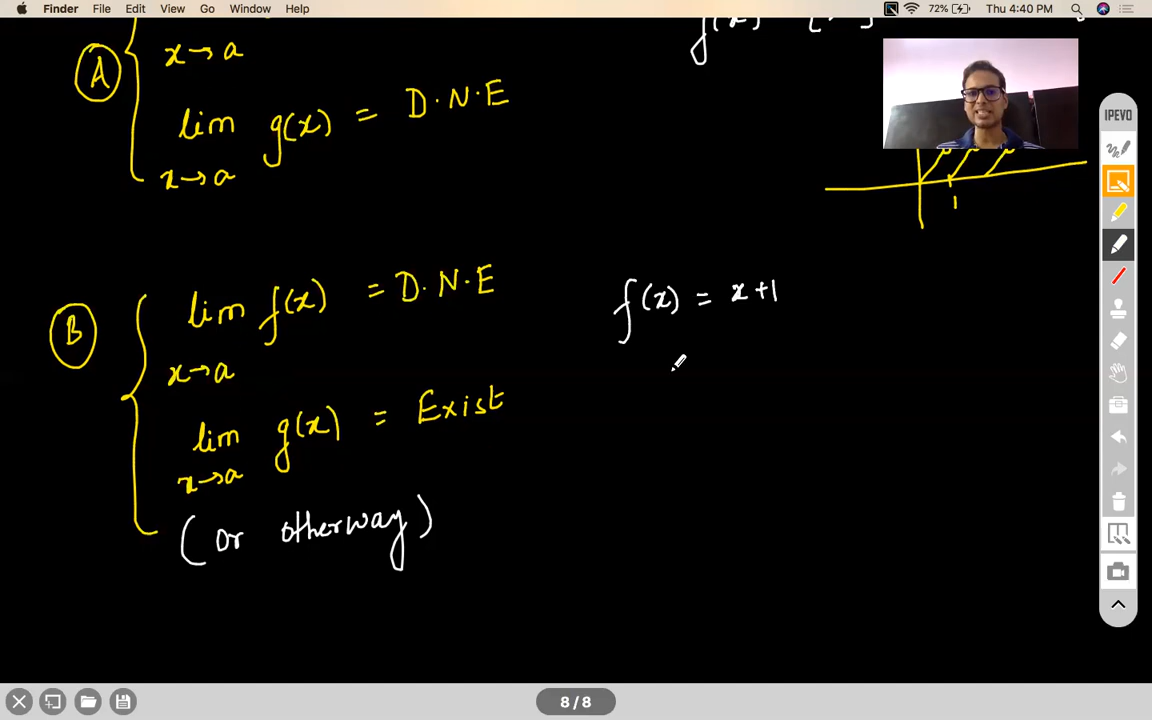 Finder File Edit View Go Window Help 72% Thu 4:40 PM
A
x→a
lim g(x) = D.N.E
x→a
1
B
lim f(x) = D.N.E
x→a
lim g(x) = Exist
x→a
(or otherway)
f(x) = x+1
IPEVO
8 / 8